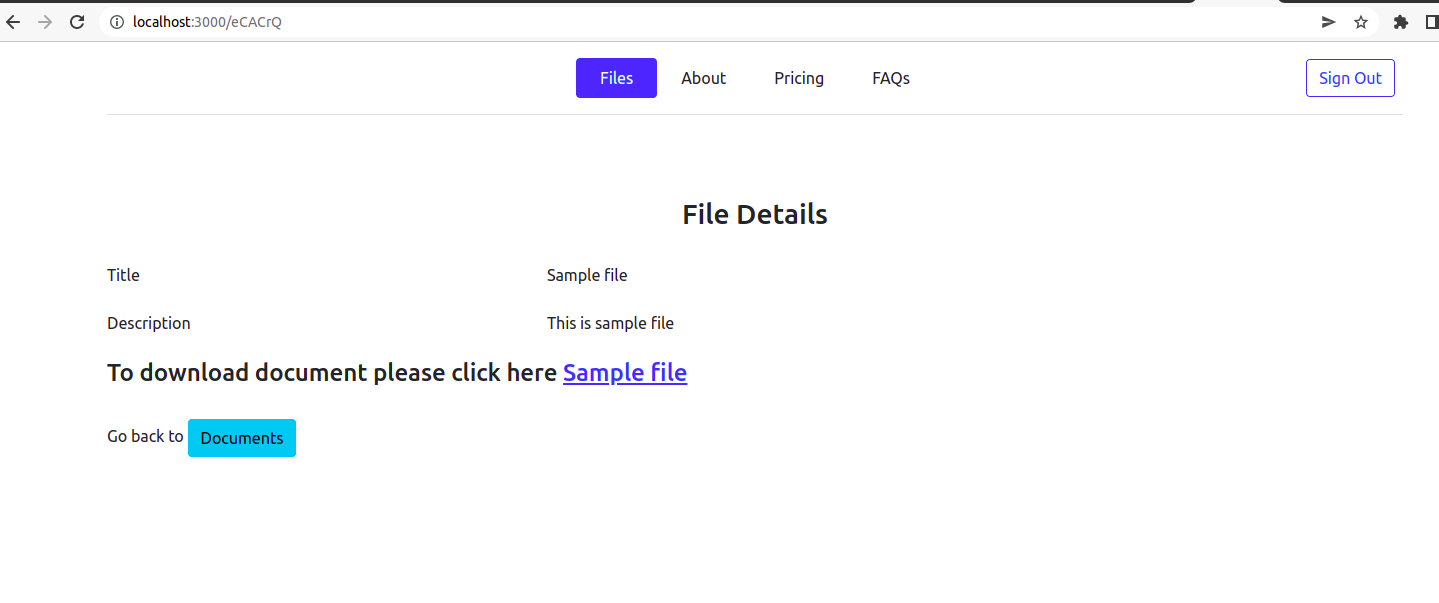 localhost:3000/eCACrQ
Files About Pricing FAQs Sign Out
File Details
Title Sample file
Description This is sample file
To download document please click here Sample file
Go back to Documents